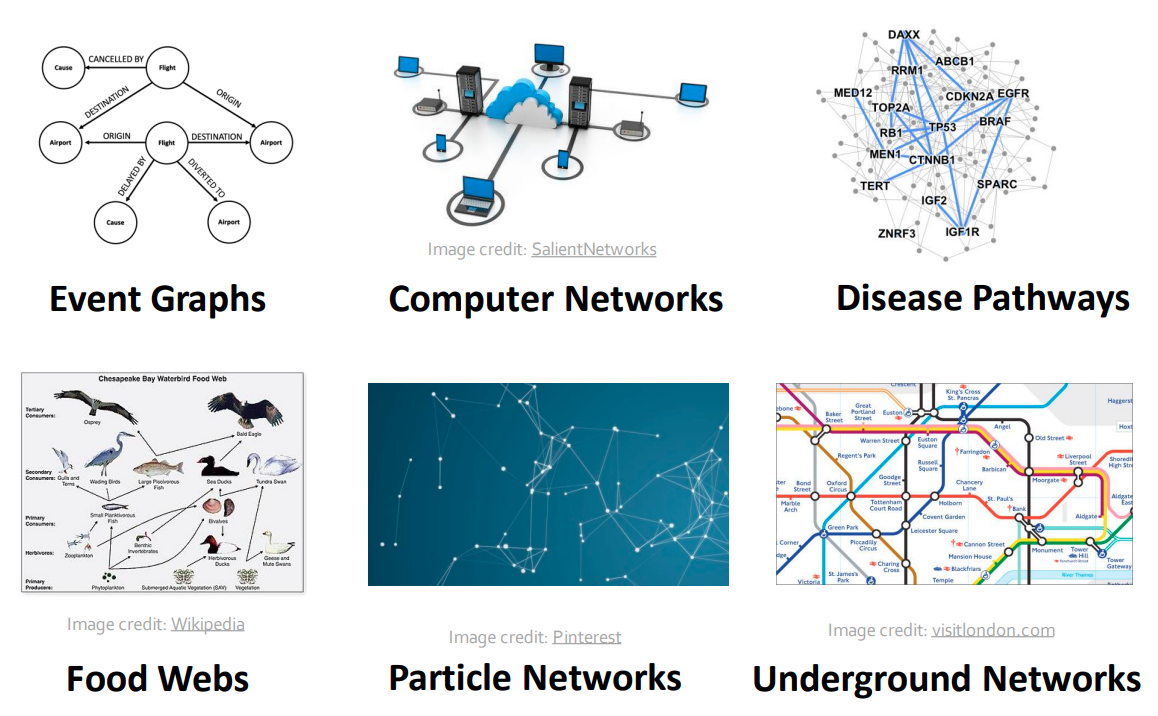 Cause
CANCELLED BY
Flight
DESTINATION
ORIGIN
Airport
ORIGIN
Flight
DESTINATION
Airport
DELAYED BY
DIVERTED TO
Cause
Airport
Event Graphs
Image credit: SalientNetworks
Computer Networks
DAXX
ABCB1
RRM1
MED12
CDKN2A
EGFR
TOP2A
TP53
BRAF
RB1
MEN1
CTNNB1
TERT
SPARC
IGF2
ZNRF3
IGF1R
Disease Pathways
Chesapeake Bay Waterbird Food Web
Tertiary
Consumers:
Osprey
Bald Eagle
Secondary
Consumers:
Gulls and
Terns
Wading Birds
Large Piscivorous
Fish
Sea Ducks
Tundra Swan
Primary
Consumers:
Small Planktivorous
Fish
Bivalves
Herbivores:
Zooplankton
Benthic
Invertebrates
Herbivorous
Ducks
Geese and
Mute Swans
Primary
Producers:
Phytoplankton
Submerged Aquatic Vegetation (SAV)
Vegetation
Image credit: Wikipedia
Food Webs
Image credit: Pinterest
Particle Networks
King's Cross
St. Pancras
Baker
Street
Great
Portland
Street
Euston
Warren Street
Euston
Square
Angel
Old Street
Farringdon
Barbican
Liverpool
Street
Moorgate
Regent's Park
Russell
Square
Goodge
Street
Bond
Street
Oxford
Circus
Tottenham
Court Road
Holborn
Chancery
Lane
St. Paul's
Bank
Marble
Arch
Aldgate
Covent Garden
Leicester Square
Green Park
Piccadilly
Circus
Cannon Street
Mansion House
Monument
Tower
Hill
Tower
Gateway
Blackfriars
Temple
Charing
Cross
St. James's
Park
Victoria
River Thames
Image credit: visitlondon.com
Underground Networks